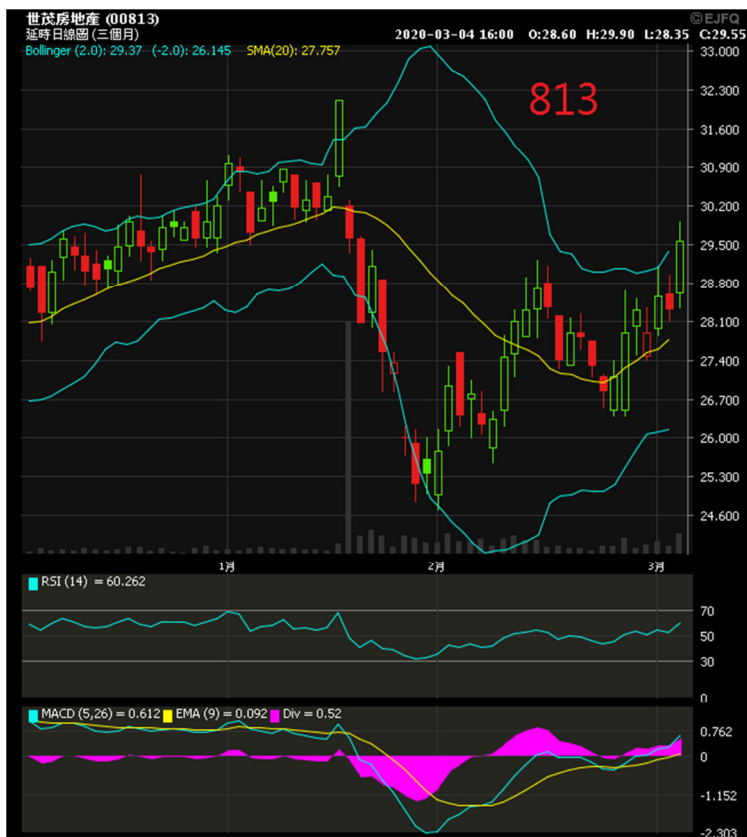 世茂房地產 (00813)
©EJFQ
延時日線圖 (三個月)
2020-03-04 16:00 O:28.60 H:29.90 L:28.35 C:29.55
Bollinger (2.0): 29.37 (-2.0): 26.145 SMA(20): 27.757
33.000
813
32.300
31.600
30.900
30.200
29.500
28.800
28.100
27.400
26.700
26.000
25.300
24.600
1月 2月 3月
RSI (14) = 60.262
70
50
30
0
MACD (5,26) = 0.612 EMA (9) = 0.092 Div = 0.52
0.762
0
-1.152
-2.303